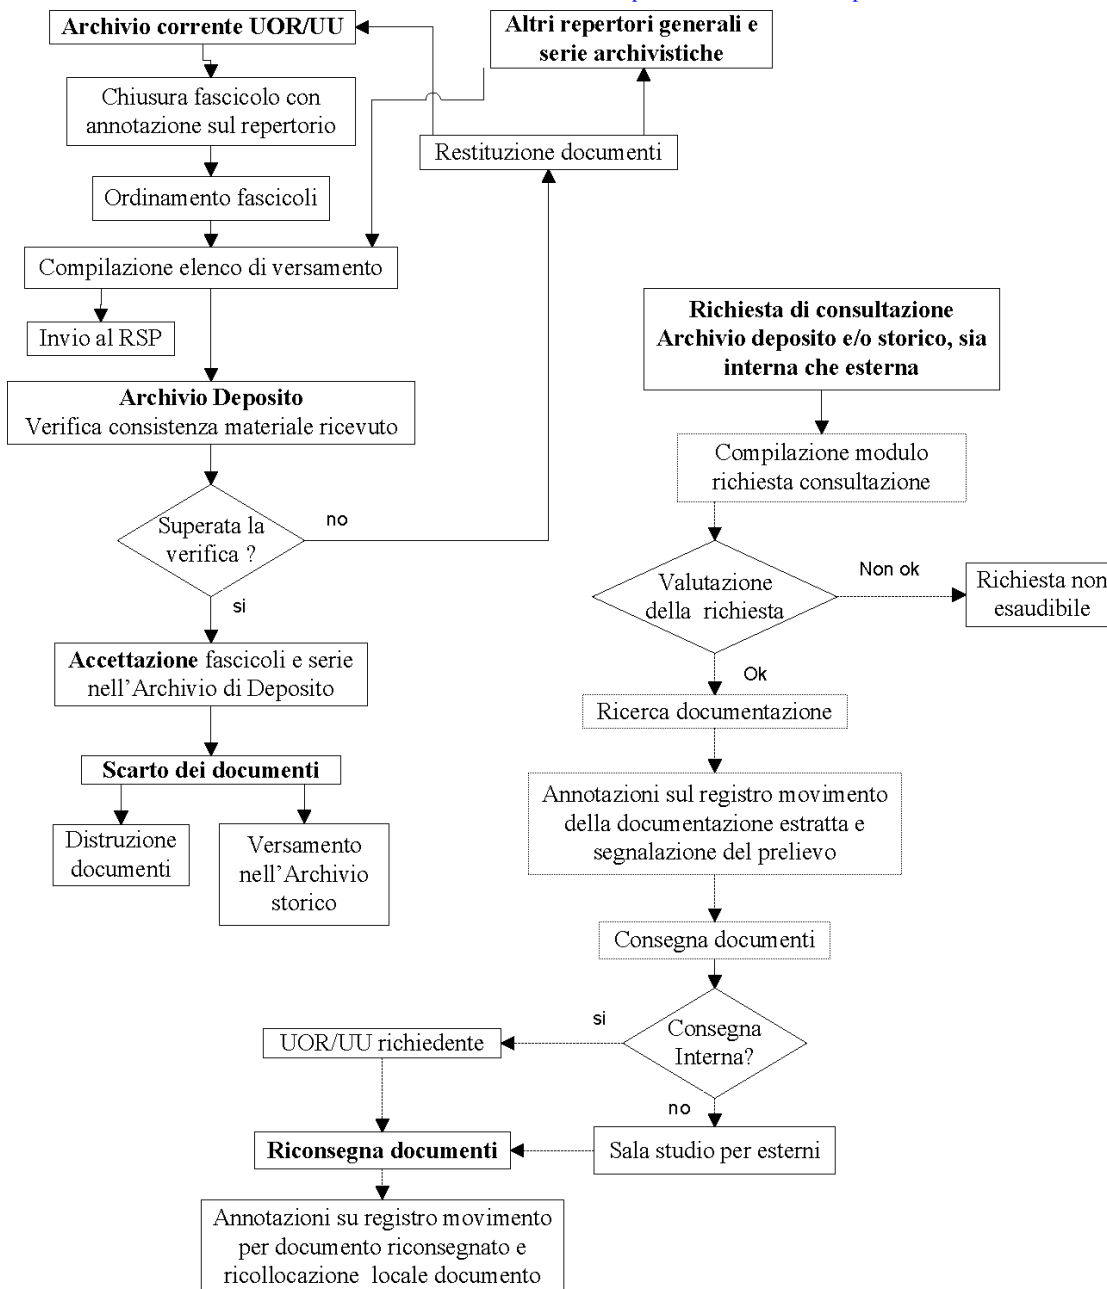 Archivio corrente UOR/UU
Altri repertori generali e
serie archivistiche
Chiusura fascicolo con
annotazione sul repertorio
Restituzione documenti
Ordinamento fascicoli
Compilazione elenco di versamento
Invio al RSP
Archivio Deposito
Verifica consistenza materiale ricevuto
Superata la
verifica ?
no
si
Accettazione fascicoli e serie
nell'Archivio di Deposito
Scarto dei documenti
Distruzione
documenti
Versamento
nell'Archivio
storico
Richiesta di consultazione
Archivio deposito e/o storico, sia
interna che esterna
Compilazione modulo
richiesta consultazione
Valutazione
della richiesta
Non ok
Richiesta non
esaudibile
Ok
Ricerca documentazione
Annotazioni sul registro movimento
della documentazione estratta e
segnalazione del prelievo
Consegna documenti
Consegna
Interna?
si
UOR/UU richiedente
no
Sala studio per esterni
Riconsegna documenti
Annotazioni su registro movimento
per documento riconsegnato e
ricollocazione locale documento